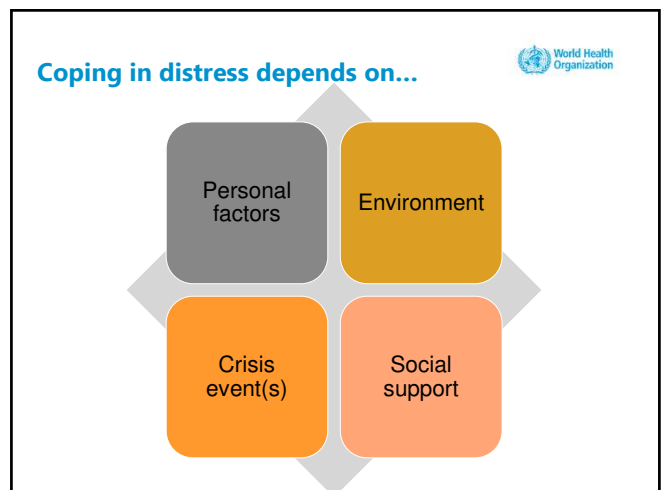 Coping in distress depends on...
World Health
Organization
Personal
factors
Environment
Crisis
event(s)
Social
support